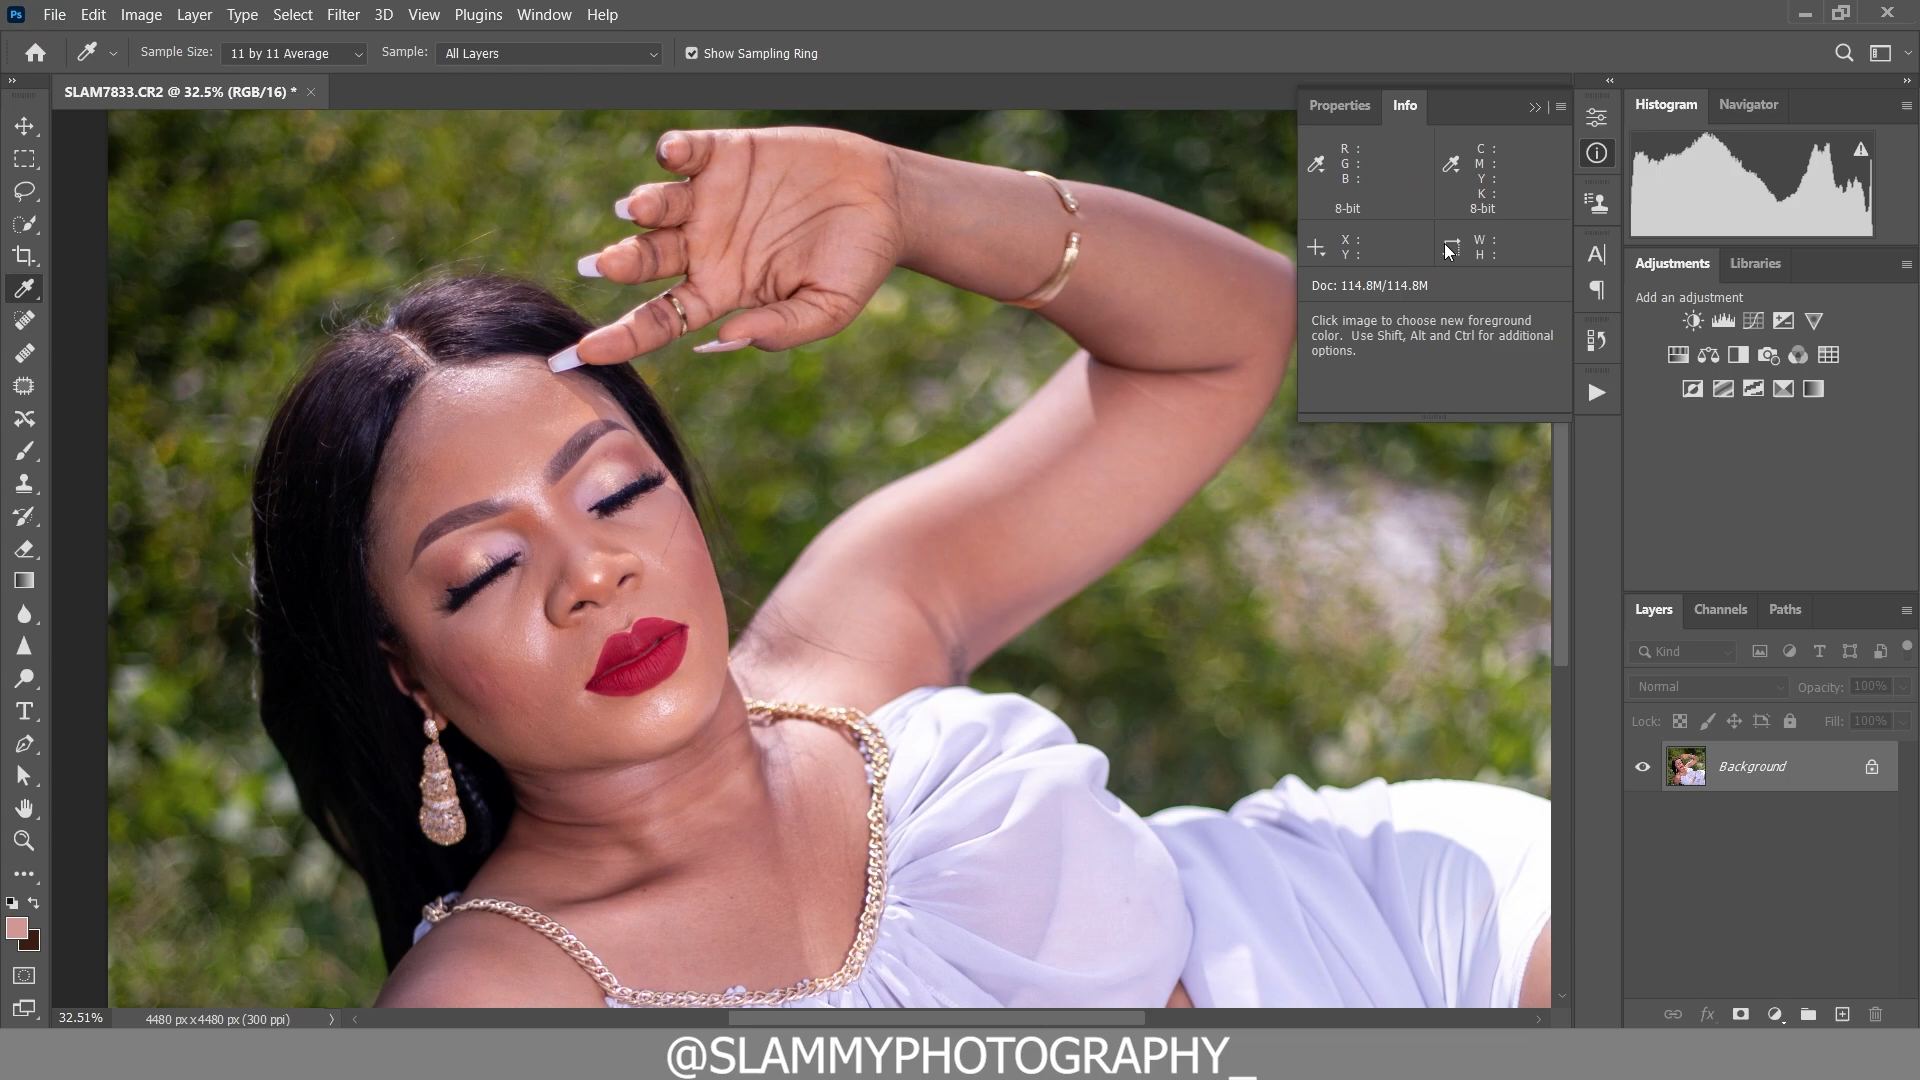 Ps File Edit Image Layer Type Select Filter 3D View Plugins Window Help
Sample Size: 11 by 11 Average Sample: All Layers Show Sampling Ring
SLAM7833.CR2 @ 32.5% (RGB/16) *
Properties Info
R :
G :
B :
8-bit
C :
M :
Y :
K :
8-bit
X :
Y :
W :
H :
Doc: 114.8M/114.8M
Click image to choose new foreground
color. Use Shift, Alt and Ctrl for additional
options.
Histogram Navigator
Adjustments Libraries
Add an adjustment
Layers Channels Paths
Kind
Normal Opacity: 100%
Lock: Fill: 100%
Background
fx
32.51% 4480 px x 4480 px (300 ppi)
@SLAMMYPHOTOGRAPHY_